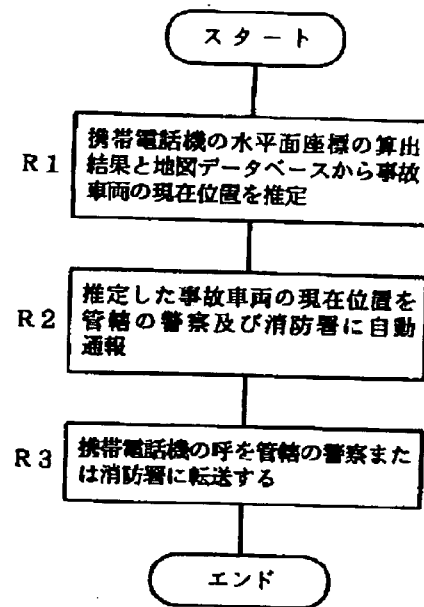 スタート
R1
携帯電話機の水平面座標の算出
結果と地図データベースから事故
車両の現在位置を推定
R2
推定した事故車両の現在位置を
管轄の警察及び消防署に自動
通報
R3
携帯電話機の呼を管轄の警察また
は消防署に転送する
エンド